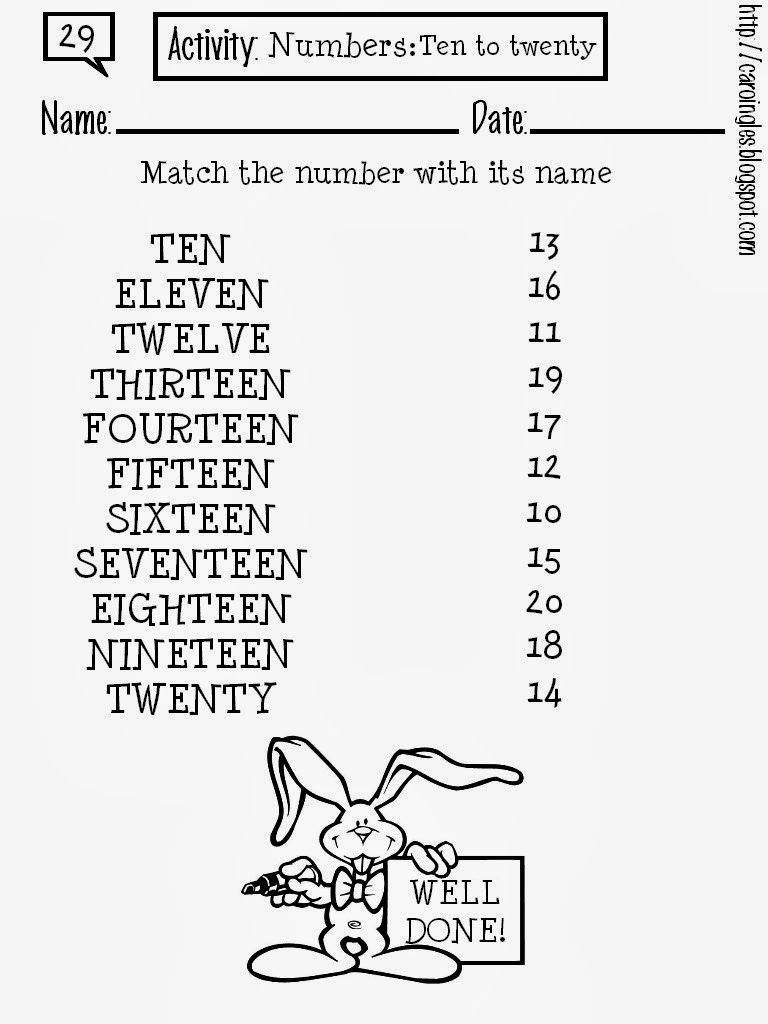 29
Activity: Numbers:Ten to twenty
http://caroingles.blogspot.com
Name: Date:
Match the number with its name
TEN 13
ELEVEN 16
TWELVE 11
THIRTEEN 19
FOURTEEN 17
FIFTEEN 12
SIXTEEN 10
SEVENTEEN 15
EIGHTEEN 20
NINETEEN 18
TWENTY 14
WELL
DONE!